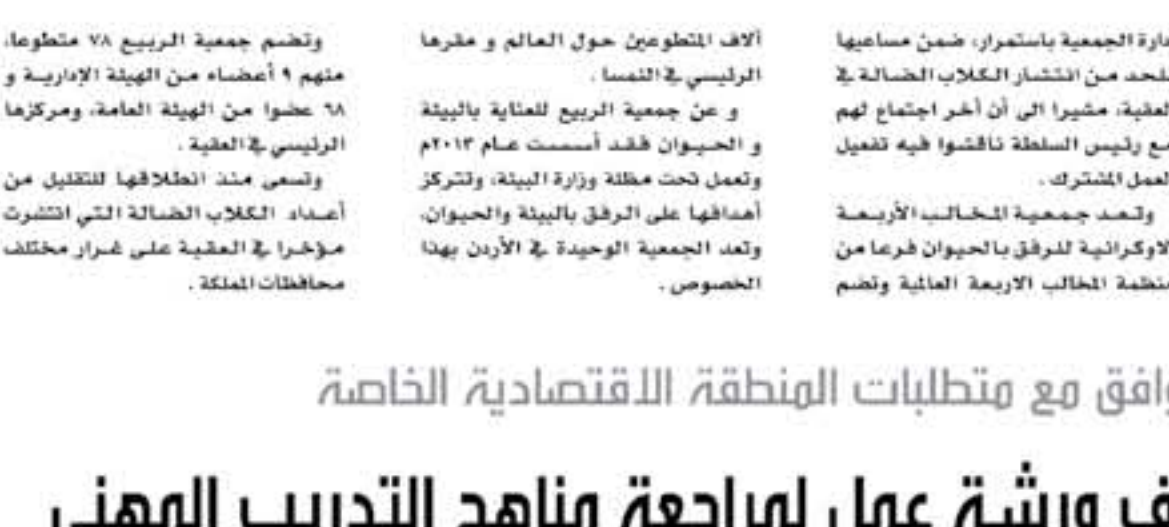 دارة الجمعية باستمرار، ضمن مساعيها
للحد من انتشار الكلاب الضالة في
لعقبة، مشيرا الى أن أخر اجتماع لهم
مع رئيس السلطة ناقشوا فيه تفعيل
لعمل المشترك .
وتعد جمعية المخالب الأربعة
لاوكرانية للرفق بالحيوان فرعا من
منظمة المخالب الاربعة العالمية وتضم
ألاف المتطوعين حول العالم و مقرها
الرئيسي في النمسا .
و عن جمعية الربيع للعناية بالبيئة
و الحيوان فقد أسست عام ٢٠١٣م
وتعمل تحت مظلة وزارة البيئة، وتتركز
أهدافها على الرفق بالبيئة والحيوان،
وتعد الجمعية الوحيدة في الأردن بهذا
الخصوص .
وتضم جمعية الربيع ٧٨ متطوعا،
منهم ٩ أعضاء من الهيئة الإدارية و
٦٨ عضوا من الهيئة العامة، ومركزها
الرئيسي في العقبة .
وتسعى منذ انطلاقها للتقليل من
أعداد الكلاب الضالة التي انتشرت
مؤخرا في العقبة على غرار مختلف
محافظات المملكة .
وافق مع متطلبات المنطقة الاقتصادية الخاصة
ورشة عمل لمراجعة مناهج التدريب المهني